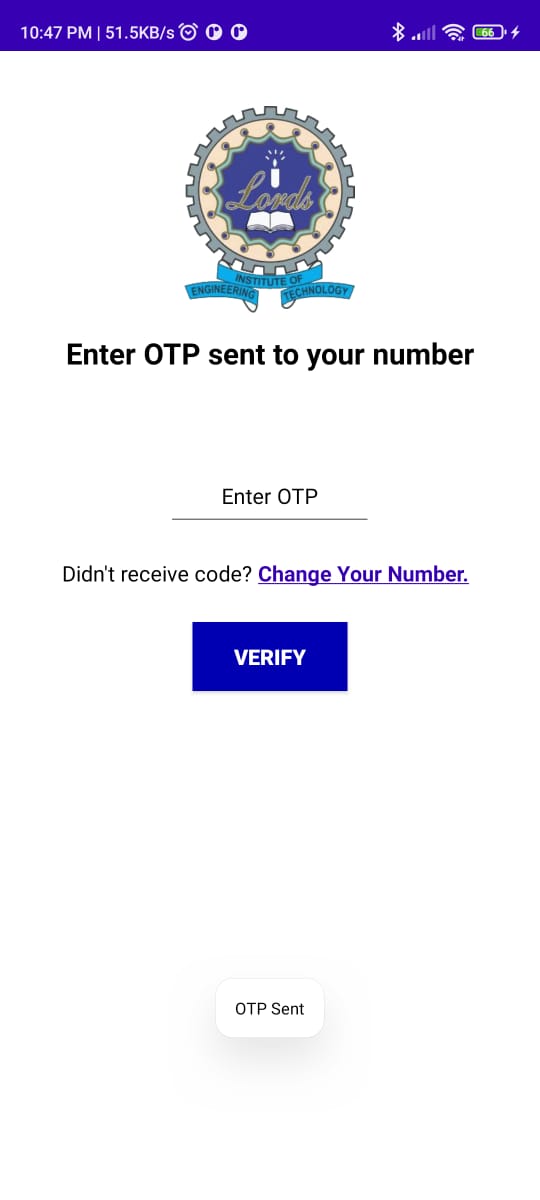 10:47 PM | 51.5KB/s
66
Lords
INSTITUTE OF
ENGINEERING TECHNOLOGY
Enter OTP sent to your number
Enter OTP
Didn't receive code? Change Your Number.
VERIFY
OTP Sent